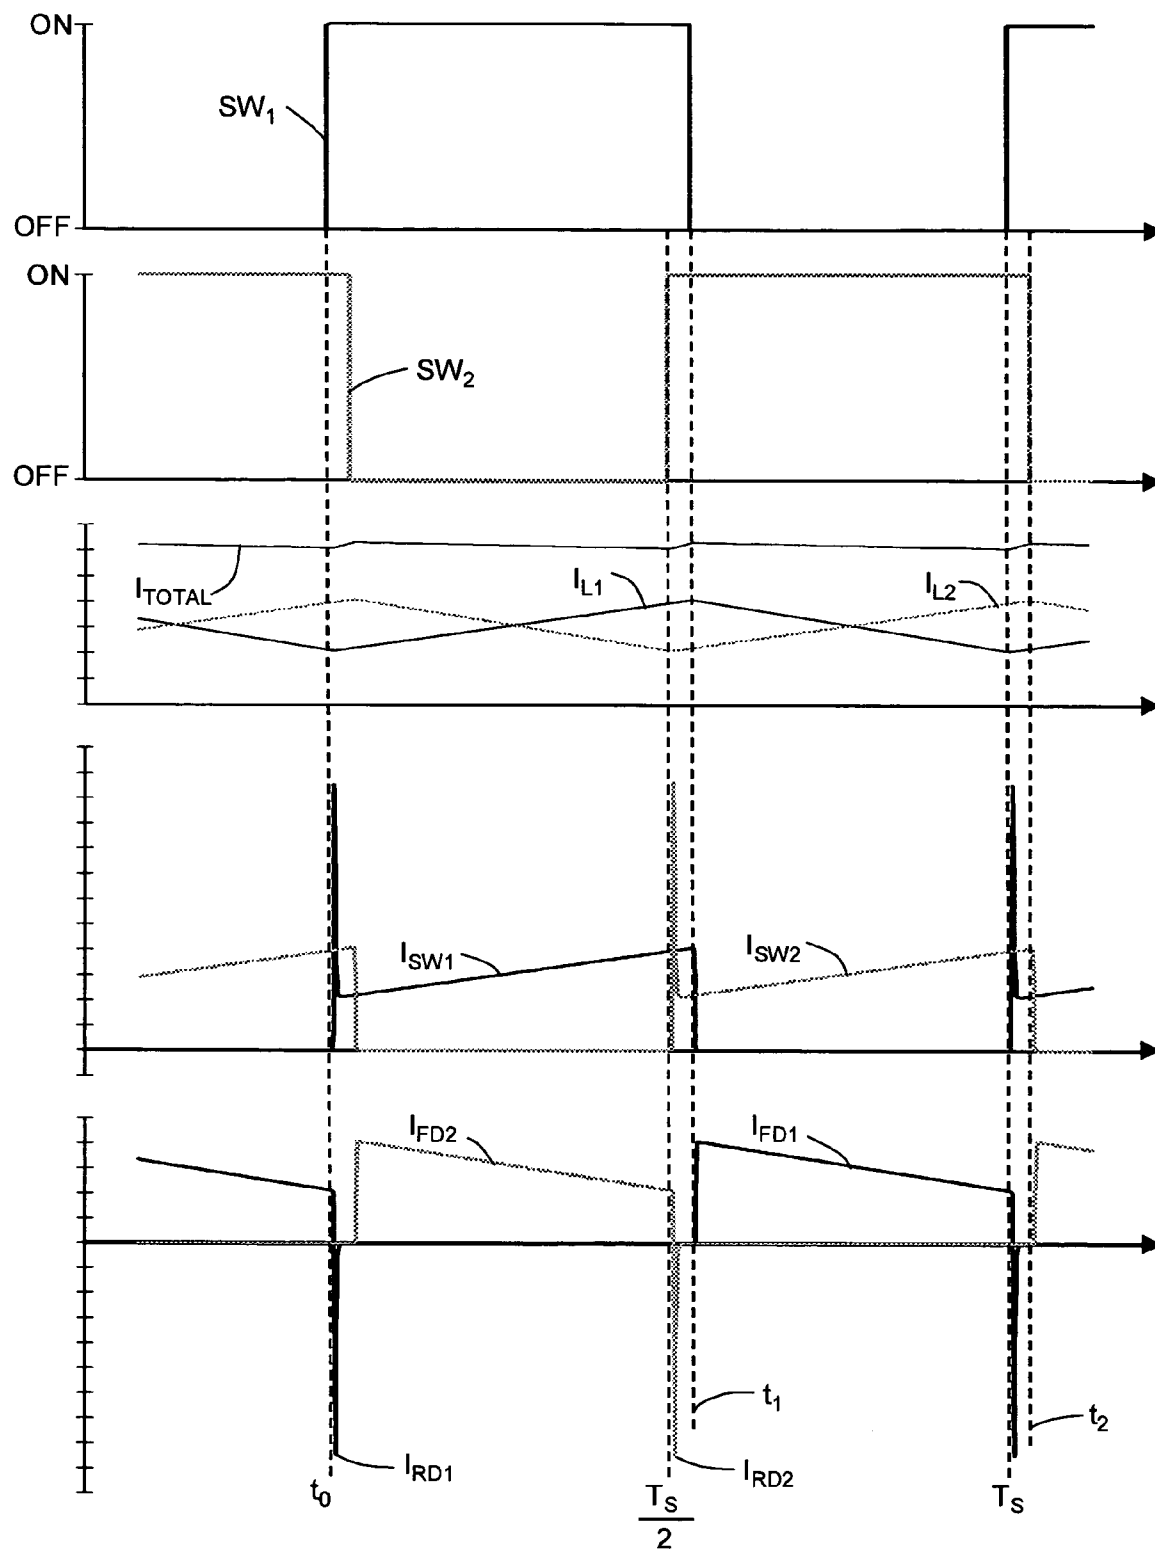 ON
SW1
OFF
ON
SW2
OFF
ITOTAL
IL1
IL2
ISW1
ISW2
IFD2
IFD1
t1
t2
IRD1
IRD2
t0
TS
2
TS